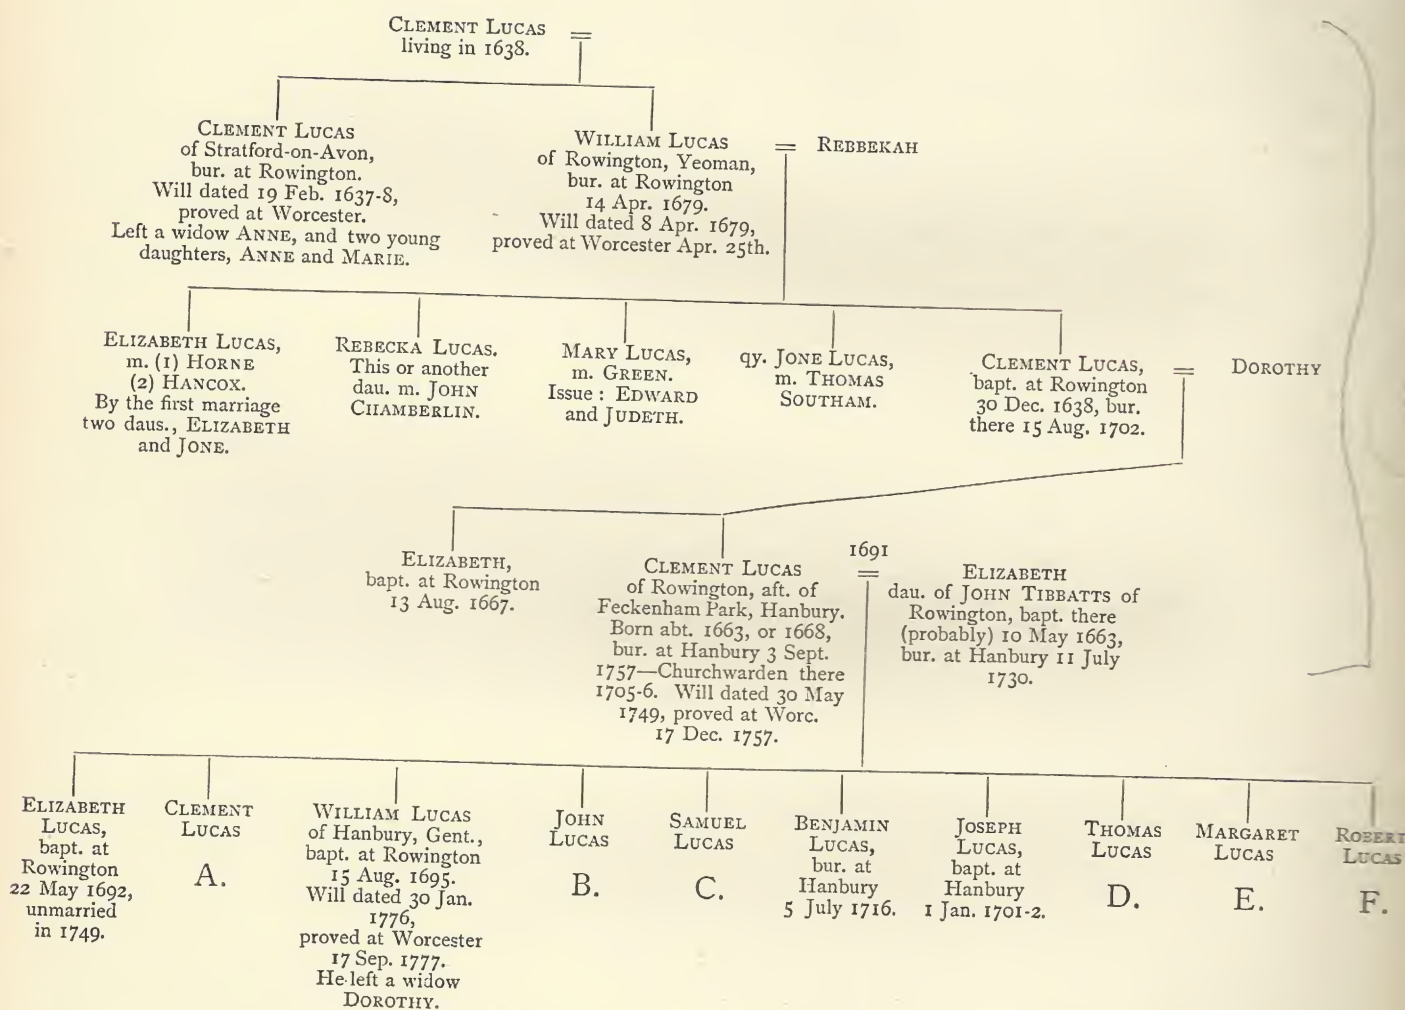 CLEMENT LUCAS =
living in 1638.
CLEMENT LUCAS
of Stratford-on-Avon,
bur. at Rowington.
Will dated 19 Feb. 1637-8,
proved at Worcester.
Left a widow ANNE, and two young
daughters, ANNE and MARIE.
WILLIAM LUCAS
of Rowington, Yeoman,
bur. at Rowington
14 Apr. 1679.
Will dated 8 Apr. 1679,
proved at Worcester Apr. 25th.
= REBBEKAH
ELIZABETH LUCAS,
m. (1) HORNE
(2) HANCOX.
By the first marriage
two daus., ELIZABETH
and JONE.
REBECKA LUCAS.
This or another
dau. m. JOHN
CHAMBERLIN.
MARY LUCAS,
m. GREEN.
Issue : EDWARD
and JUDETH.
qy. JONE LUCAS,
m. THOMAS
SOUTHAM.
CLEMENT LUCAS,
bapt. at Rowington
30 Dec. 1638, bur.
there 15 Aug. 1702.
= DOROTHY
ELIZABETH,
bapt. at Rowington
13 Aug. 1667.
CLEMENT LUCAS
of Rowington, aft. of
Feckenham Park, Hanbury.
Born abt. 1663, or 1668,
bur. at Hanbury 3 Sept.
1757—Churchwarden there
1705-6. Will dated 30 May
1749, proved at Worc.
17 Dec. 1757.
1691
=
ELIZABETH
dau. of JOHN TIBBATTS of
Rowington, bapt. there
(probably) 10 May 1663,
bur. at Hanbury 11 July
1730.
ELIZABETH
LUCAS,
bapt. at
Rowington
22 May 1692,
unmarried
in 1749.
CLEMENT
LUCAS
A.
WILLIAM LUCAS
of Hanbury, Gent.,
bapt. at Rowington
15 Aug. 1695.
Will dated 30 Jan.
1776,
proved at Worcester
17 Sep. 1777.
He left a widow
DOROTHY.
JOHN
LUCAS
B.
SAMUEL
LUCAS
C.
BENJAMIN
LUCAS,
bur. at
Hanbury
5 July 1716.
JOSEPH
LUCAS,
bapt. at
Hanbury
1 Jan. 1701-2.
THOMAS
LUCAS
D.
MARGARET
LUCAS
E.
ROBERT
LUCAS
F.